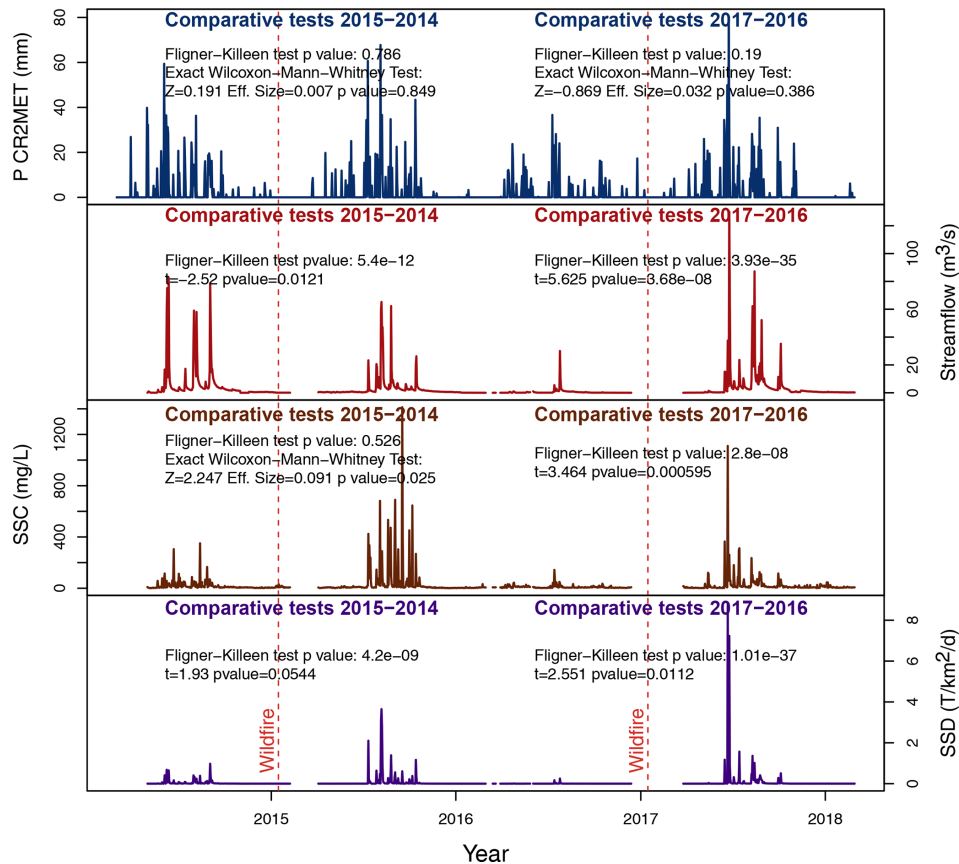 Comparative tests 2015−2014
Fligner−Killeen test p value: 0.786
Exact Wilcoxon−Mann−Whitney Test:
Z=0.191 Eff. Size=0.007 p value=0.849
Comparative tests 2017−2016
Fligner−Killeen test p value: 0.19
Exact Wilcoxon−Mann−Whitney Test:
Z=−0.869 Eff. Size=0.032 p value=0.386
P CR2MET (mm)
80
60
40
20
0
Comparative tests 2015−2014
Fligner−Killeen test pvalue: 5.4e−12
t=−2.52 pvalue=0.0121
Comparative tests 2017−2016
Fligner−Killeen test p value: 3.93e−35
t=5.625 pvalue=3.68e−08
Streamflow (m³/s)
100
60
20
0
Comparative tests 2015−2014
Fligner−Killeen test p value: 0.526
Exact Wilcoxon−Mann−Whitney Test:
Z=2.247 Eff. Size=0.091 p value=0.025
Comparative tests 2017−2016
Fligner−Killeen test p value: 2.8e−08
t=3.464 pvalue=0.000595
SSC (mg/L)
1200
800
400
0
Comparative tests 2015−2014
Fligner−Killeen test p value: 4.2e−09
t=1.93 pvalue=0.0544
Comparative tests 2017−2016
Fligner−Killeen test p value: 1.01e−37
t=2.551 pvalue=0.0112
Wildfire
Wildfire
SSD (T/km²/d)
8
6
4
2
0
2015
2016
2017
2018
Year